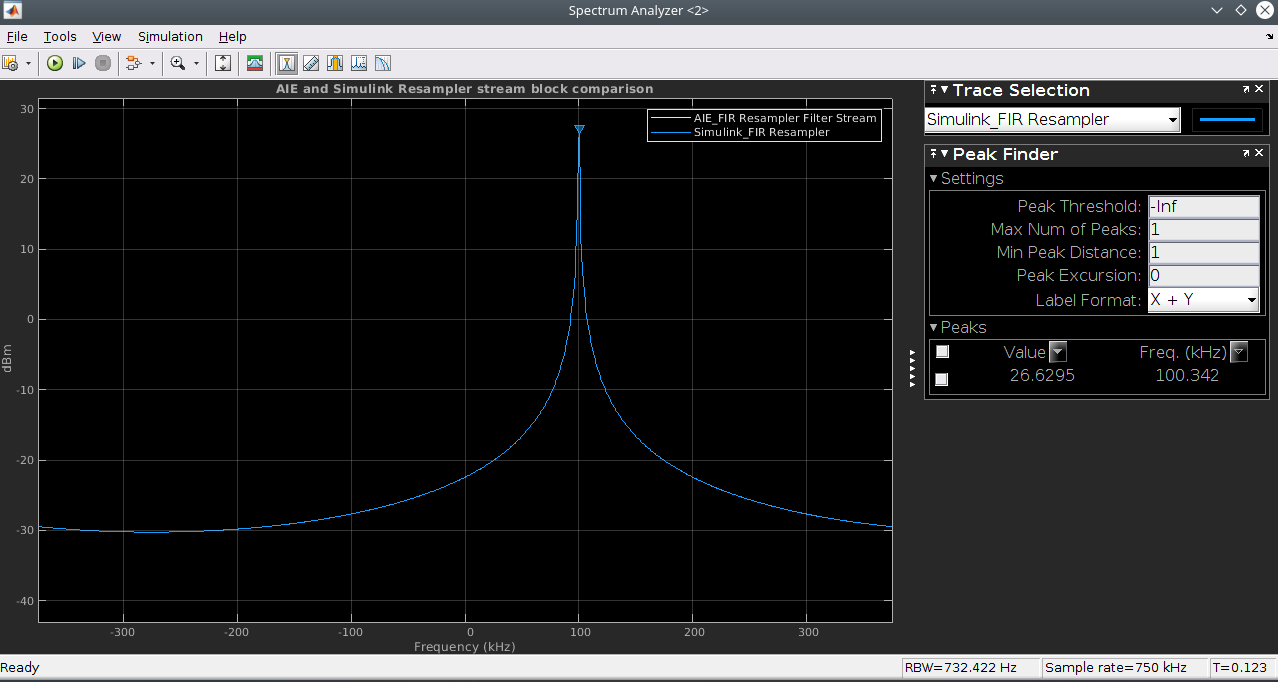 Spectrum Analyzer <2>
File Tools View Simulation Help
AIE and Simulink Resampler stream block comparison
AIE_FIR Resampler Filter Stream
Simulink_FIR Resampler
30
20
10
0
-10
-20
-30
-40
dBm
-300 -200 -100 0 100 200 300
Frequency (kHz)
Trace Selection
Simulink_FIR Resampler
Peak Finder
Settings
Peak Threshold: -Inf
Max Num of Peaks: 1
Min Peak Distance: 1
Peak Excursion: 0
Label Format: X + Y
Peaks
Value Freq. (kHz)
26.6295 100.342
Ready RBW=732.422 Hz Sample rate=750 kHz T=0.123